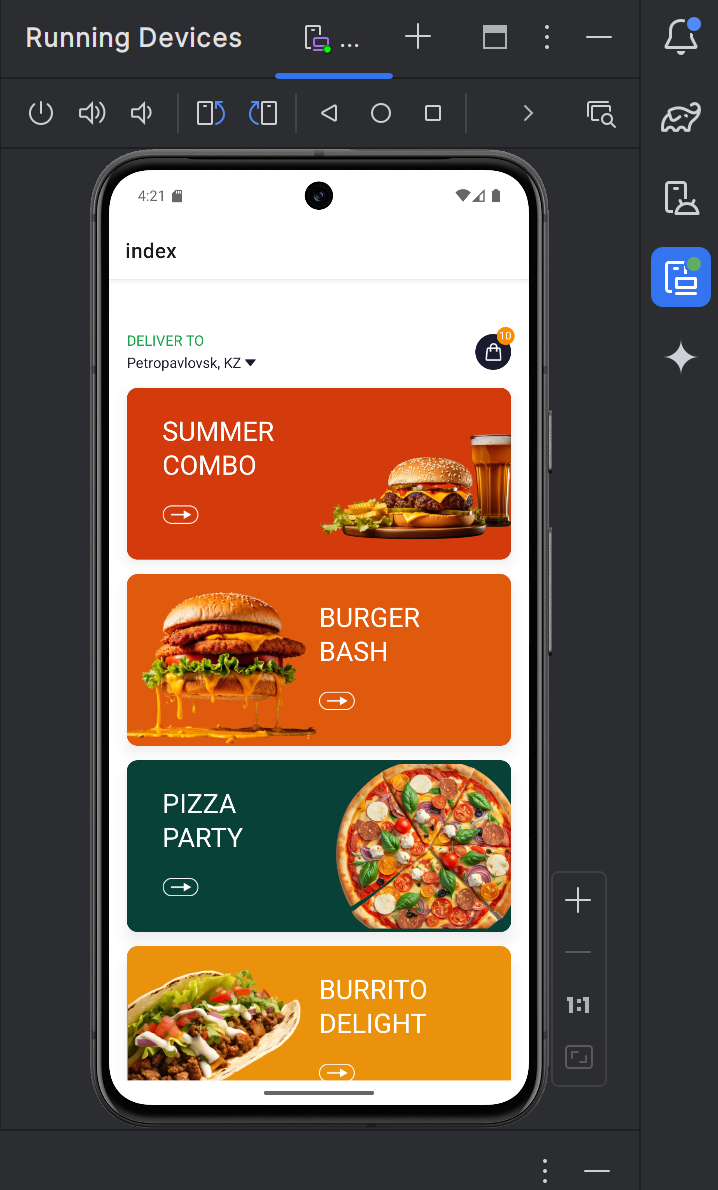 Running Devices
...
4:21
index
DELIVER TO
10
Petropavlovsk, KZ
SUMMER
COMBO
BURGER
BASH
PIZZA
PARTY
BURRITO
DELIGHT
1:1